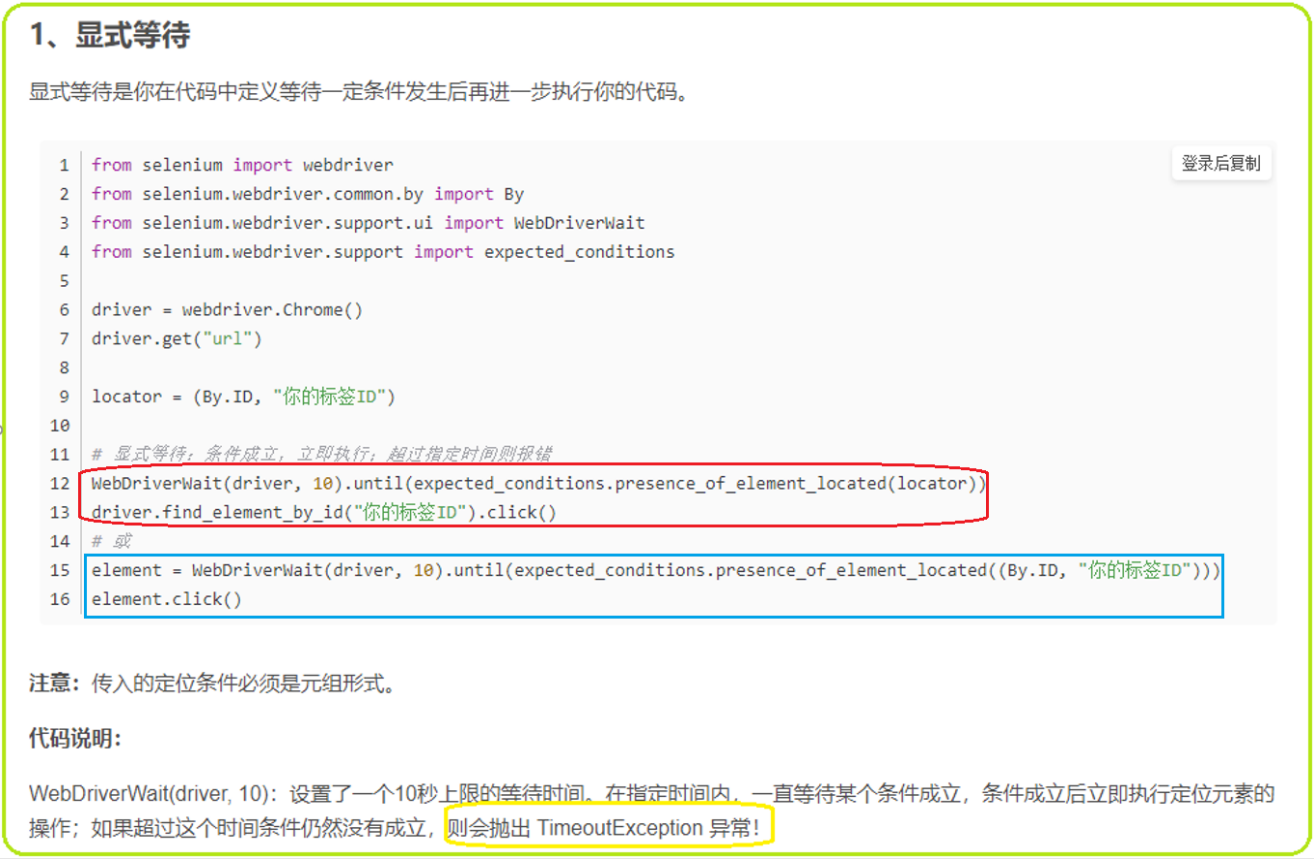 1、显式等待
显式等待是你在代码中定义等待一定条件发生后再进一步执行你的代码。
登录后复制
1 from selenium import webdriver
2 from selenium.webdriver.common.by import By
3 from selenium.webdriver.support.ui import WebDriverWait
4 from selenium.webdriver.support import expected_conditions
5
6 driver = webdriver.Chrome()
7 driver.get("url")
8
9 locator = (By.ID, "你的标签ID")
10
11 # 显式等待：条件成立，立即执行；超过指定时间则报错
12 WebDriverWait(driver, 10).until(expected_conditions.presence_of_element_located(locator))
13 driver.find_element_by_id("你的标签ID").click()
14 # 或
15 element = WebDriverWait(driver, 10).until(expected_conditions.presence_of_element_located((By.ID, "你的标签ID")))
16 element.click()
注意：传入的定位条件必须是元组形式。
代码说明：
WebDriverWait(driver, 10)：设置了一个10秒上限的等待时间。在指定时间内，一直等待某个条件成立，条件成立后立即执行定位元素的
操作；如果超过这个时间条件仍然没有成立，则会抛出 TimeoutException 异常！